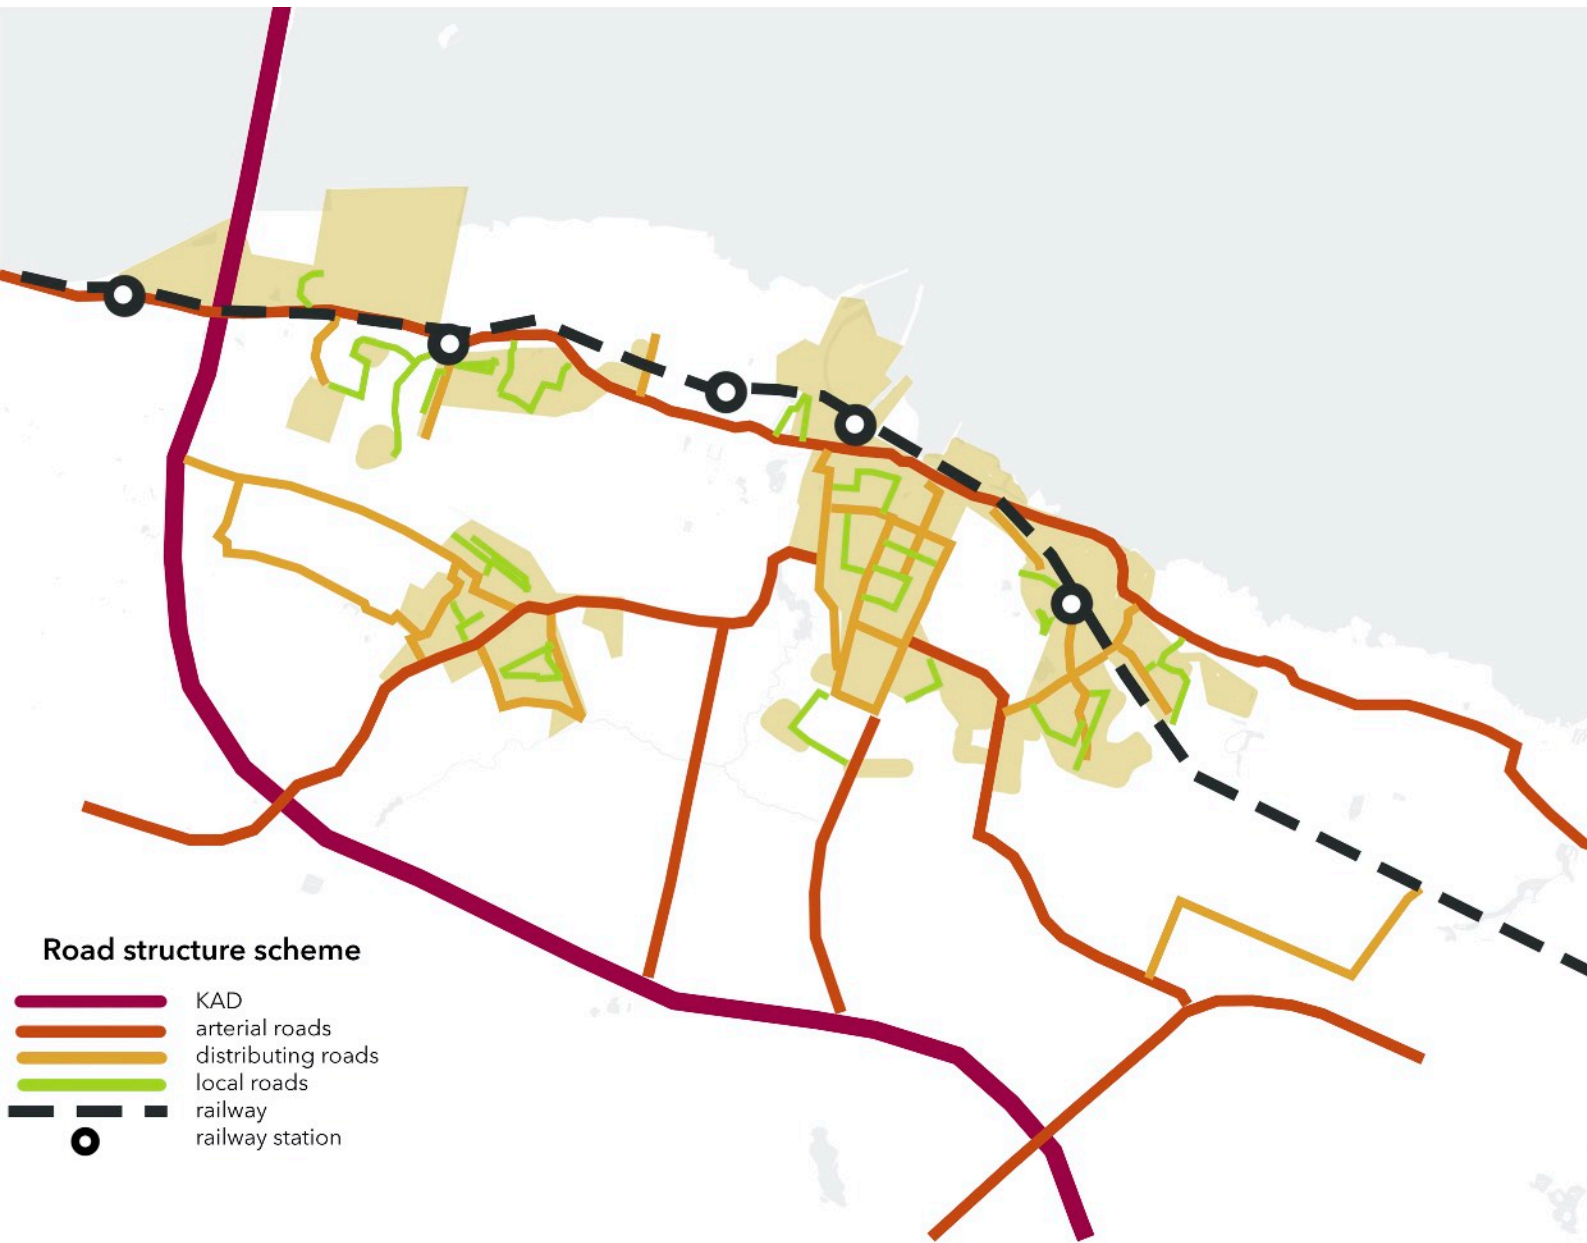 Road structure scheme
KAD
arterial roads
distributing roads
local roads
railway
railway station